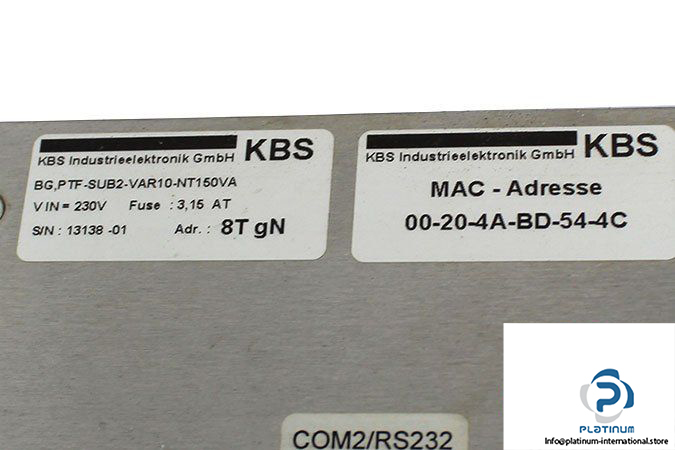 KBS Industrieelektronik GmbH KBS
BG,PTF-SUB2-VAR10-NT150VA
V IN = 230V Fuse : 3,15 AT
S/N : 13138 -01 Adr. : 8T gN
KBS Industrieelektronik GmbH KBS
MAC - Adresse
00-20-4A-BD-54-4C
COM2/RS232
PLATINUM
Info@platinum-international.store